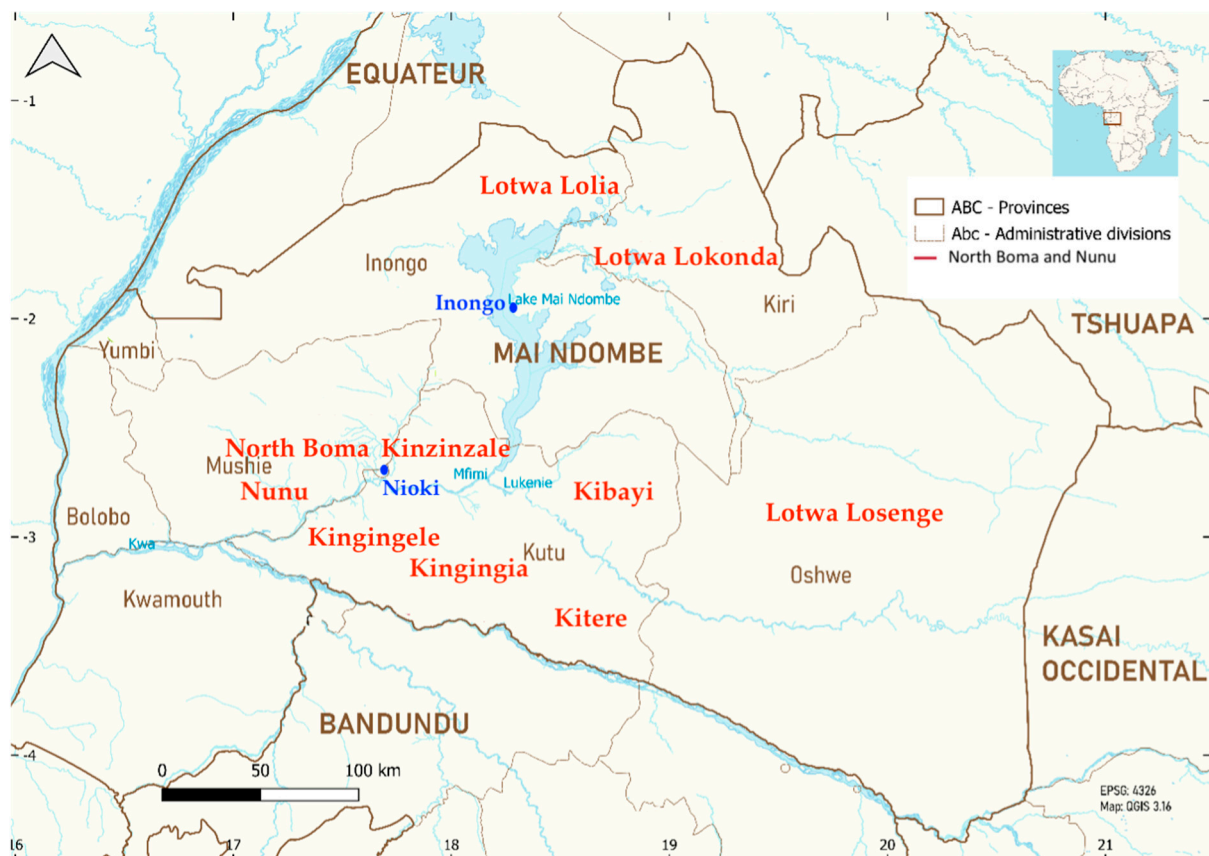 EQUATEUR
-1
Lotwa Lolia
ABC - Provinces
Abc - Administrative divisions
North Boma and Nunu
Inongo
Lotwa Lokonda
Inongo
Lake Mai Ndombe
Kiri
-2
TSHUAPA
Yumbi
MAI NDOMBE
North Boma
Kinzinzale
Mushie
Mfimi
Lukenie
Nunu
Nioki
Kibayi
Lotwa Losenge
Bolobo
-3
Kwa
Kingingele
Kutu
Kingingia
Oshwe
Kwamouth
Kitere
KASAI
OCCIDENTAL
BANDUNDU
-4
0 50 100 km
EPSG: 4326
Map: QGIS 3.16
16 17 18 19 20 21